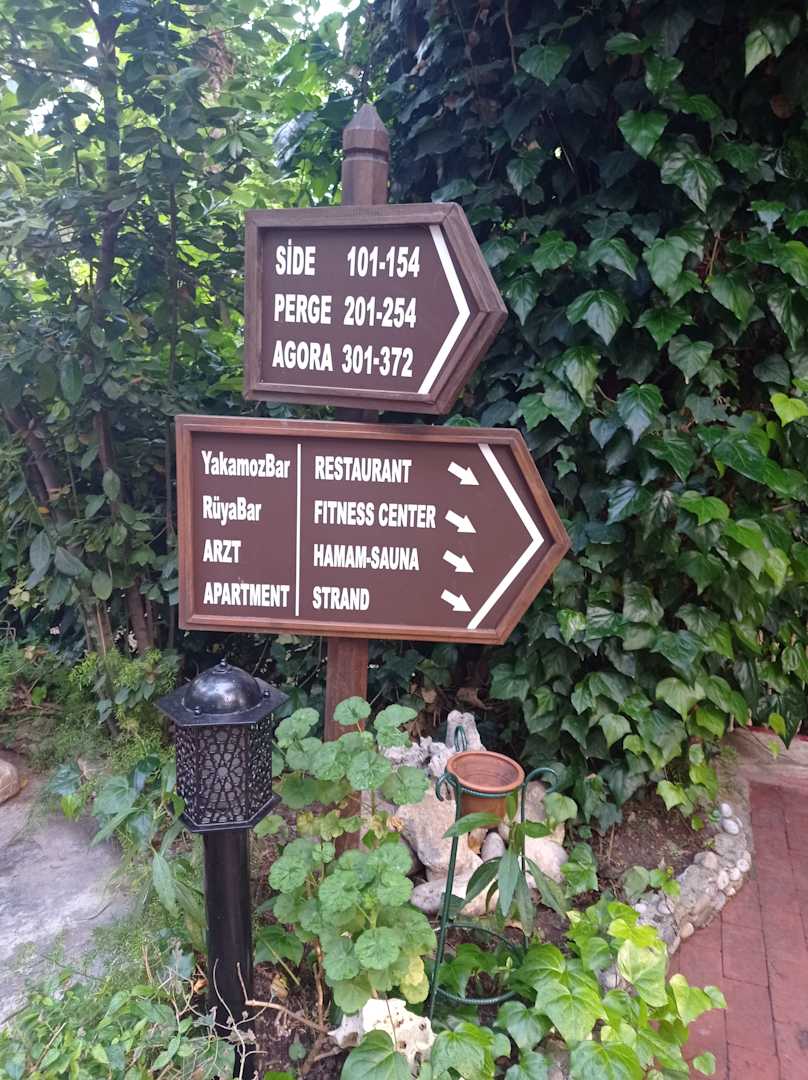 SİDE 101-154
PERGE 201-254
AGORA 301-372
YakamozBar RESTAURANT
RüyaBar FITNESS CENTER
ARZT HAMAM-SAUNA
APARTMENT STRAND